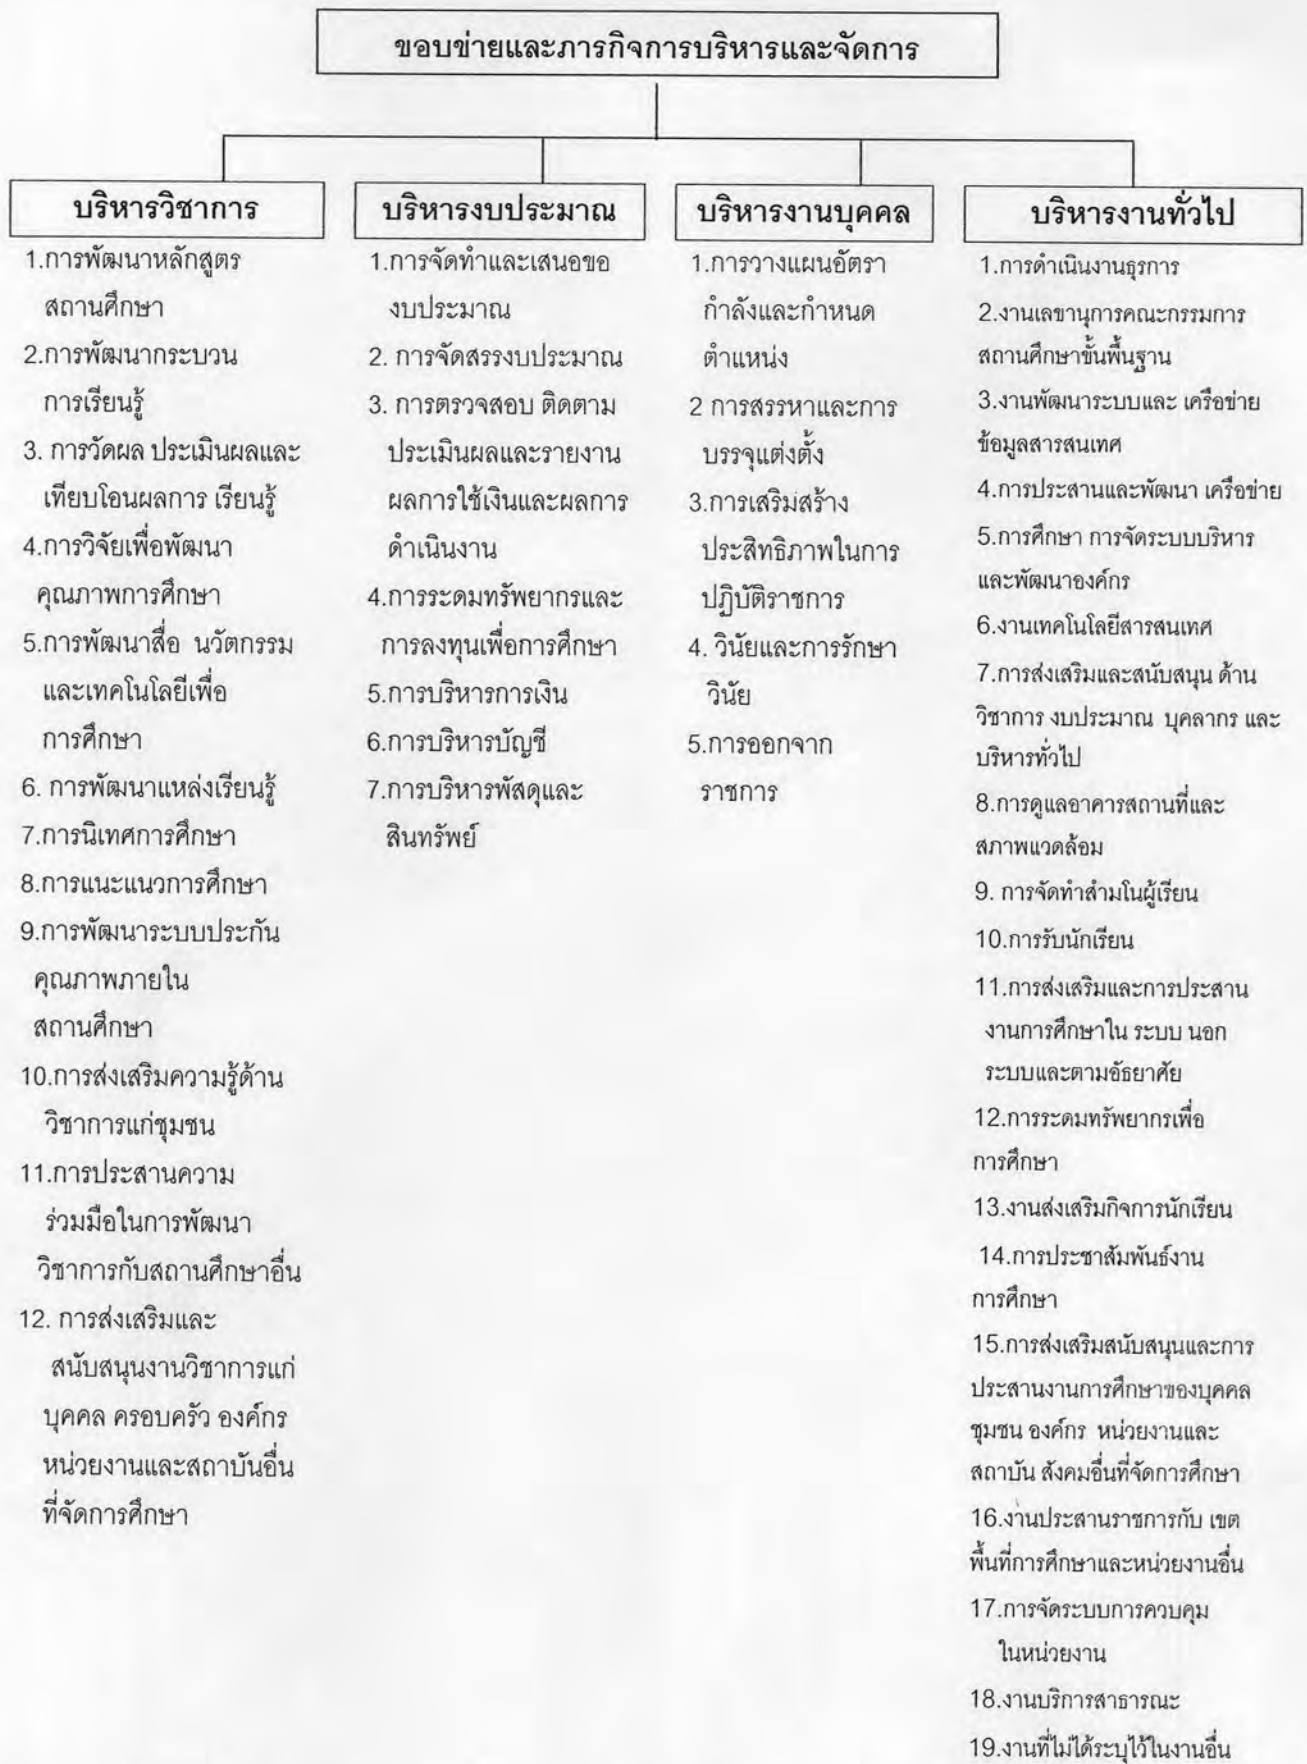 ขอบข่ายและภารกิจการบริหารและจัดการ
บริหารวิชาการ
1.การพัฒนาหลักสูตร
สถานศึกษา
2.การพัฒนากระบวน
การเรียนรู้
3. การวัดผล ประเมินผลและ
เทียบโอนผลการ เรียนรู้
4.การวิจัยเพื่อพัฒนา
คุณภาพการศึกษา
5.การพัฒนาสื่อ นวัตกรรม
และเทคโนโลยีเพื่อ
การศึกษา
6. การพัฒนาแหล่งเรียนรู้
7.การนิเทศการศึกษา
8.การแนะแนวการศึกษา
9.การพัฒนาระบบประกัน
คุณภาพภายใน
สถานศึกษา
10.การส่งเสริมความรู้ด้าน
วิชาการแก่ชุมชน
11.การประสานความ
ร่วมมือในการพัฒนา
วิชาการกับสถานศึกษาอื่น
12. การส่งเสริมและ
สนับสนุนงานวิชาการแก่
บุคคล ครอบครัว องค์กร
หน่วยงานและสถาบันอื่น
ที่จัดการศึกษา
บริหารงบประมาณ
1.การจัดทำและเสนอขอ
งบประมาณ
2. การจัดสรรงบประมาณ
3. การตรวจสอบ ติดตาม
ประเมินผลและรายงาน
ผลการใช้เงินและผลการ
ดำเนินงาน
4.การระดมทรัพยากรและ
การลงทุนเพื่อการศึกษา
5.การบริหารการเงิน
6.การบริหารบัญชี
7.การบริหารพัสดุและ
สินทรัพย์
บริหารงานบุคคล
1.การวางแผนอัตรา
กำลังและกำหนด
ตำแหน่ง
2 การสรรหาและการ
บรรจุแต่งตั้ง
3.การเสริมสร้าง
ประสิทธิภาพในการ
ปฏิบัติราชการ
4. วินัยและการรักษา
วินัย
5.การออกจาก
ราชการ
บริหารงานทั่วไป
1.การดำเนินงานธุรการ
2.งานเลขานุการคณะกรรมการ
สถานศึกษาขั้นพื้นฐาน
3.งานพัฒนาระบบและ เครือข่าย
ข้อมูลสารสนเทศ
4.การประสานและพัฒนา เครือข่าย
5.การศึกษา การจัดระบบบริหาร
และพัฒนาองค์กร
6.งานเทคโนโลยีสารสนเทศ
7.การส่งเสริมและสนับสนุน ด้าน
วิชาการ งบประมาณ บุคลากร และ
บริหารทั่วไป
8.การดูแลอาคารสถานที่และ
สภาพแวดล้อม
9. การจัดทำสำมโนผู้เรียน
10.การรับนักเรียน
11.การส่งเสริมและการประสาน
งานการศึกษาใน ระบบ นอก
ระบบและตามอัธยาศัย
12.การระดมทรัพยากรเพื่อ
การศึกษา
13.งานส่งเสริมกิจการนักเรียน
14.การประชาสัมพันธ์งาน
การศึกษา
15.การส่งเสริมสนับสนุนและการ
ประสานงานการศึกษาของบุคคล
ชุมชน องค์กร หน่วยงานและ
สถาบัน สังคมอื่นที่จัดการศึกษา
16.งานประสานราชการกับ เขต
พื้นที่การศึกษาและหน่วยงานอื่น
17.การจัดระบบการควบคุม
ในหน่วยงาน
18.งานบริการสาธารณะ
19.งานที่ไม่ได้ระบุไว้ในงานอื่น